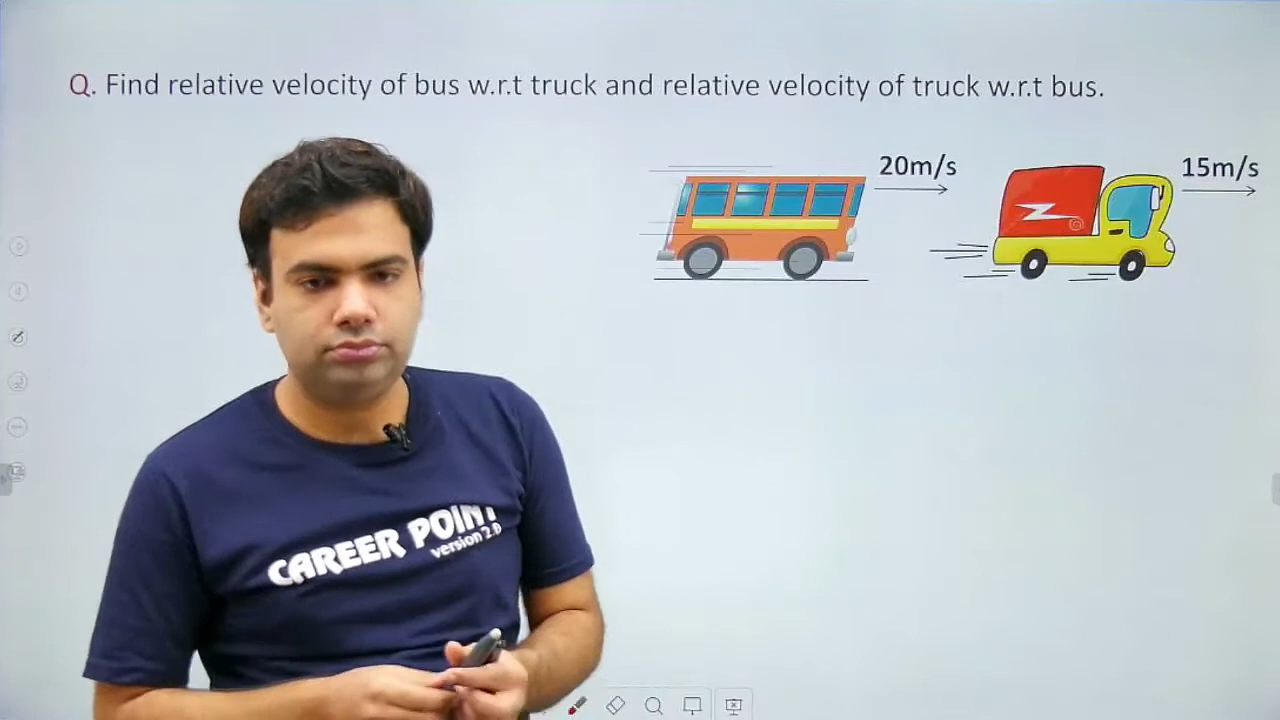 Q. Find relative velocity of bus w.r.t truck and relative velocity of truck w.r.t bus.
20m/s
15m/s
CAREER POINT
version 2.0